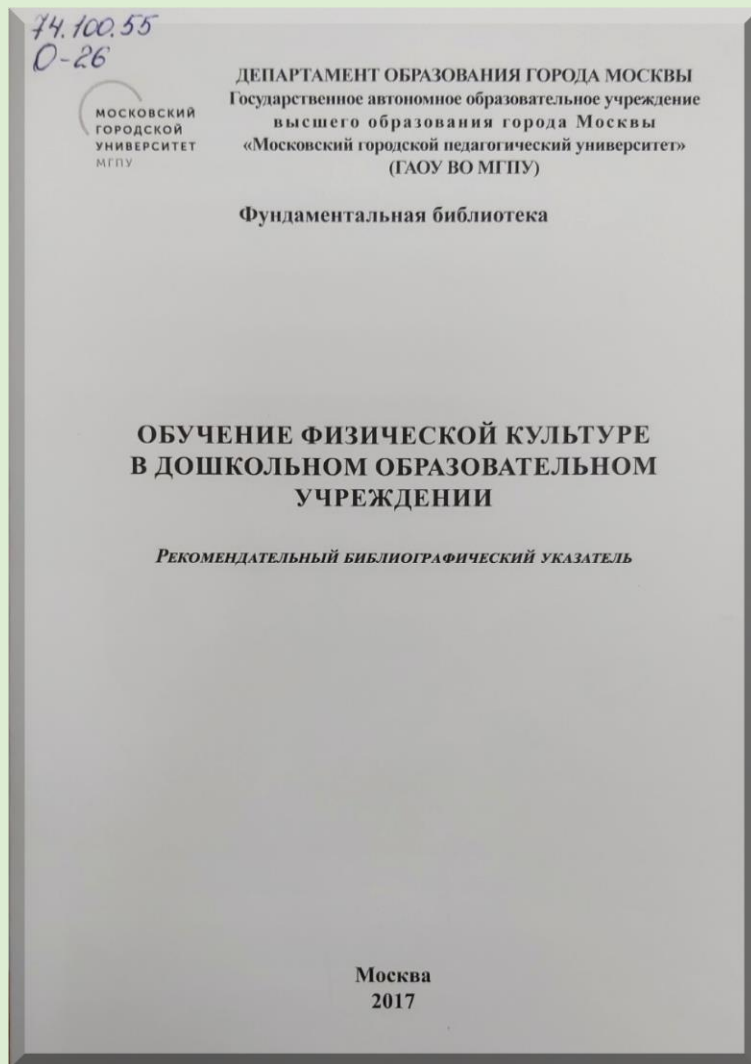 74.100.55
О-26
МОСКОВСКИЙ
ГОРОДСКОЙ
УНИВЕРСИТЕТ
МГПУ
ДЕПАРТАМЕНТ ОБРАЗОВАНИЯ ГОРОДА МОСКВЫ
Государственное автономное образовательное учреждение
высшего образования города Москвы
«Московский городской педагогический университет»
(ГАОУ ВО МГПУ)
Фундаментальная библиотека
ОБУЧЕНИЕ ФИЗИЧЕСКОЙ КУЛЬТУРЕ
В ДОШКОЛЬНОМ ОБРАЗОВАТЕЛЬНОМ
УЧРЕЖДЕНИИ
РЕКОМЕНДАТЕЛЬНЫЙ БИБЛИОГРАФИЧЕСКИЙ УКАЗАТЕЛЬ
Москва
2017